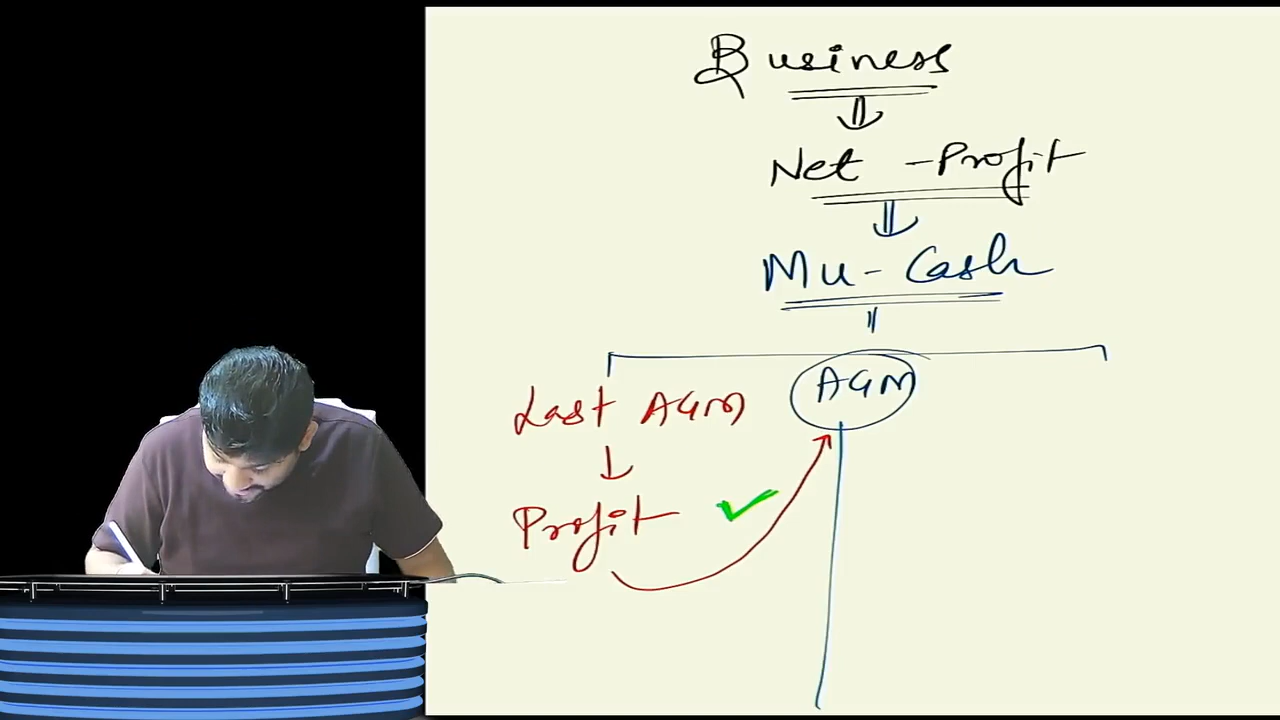 Business
Net - Profit
Mu - Cash
AGM
Last AGM
Profit